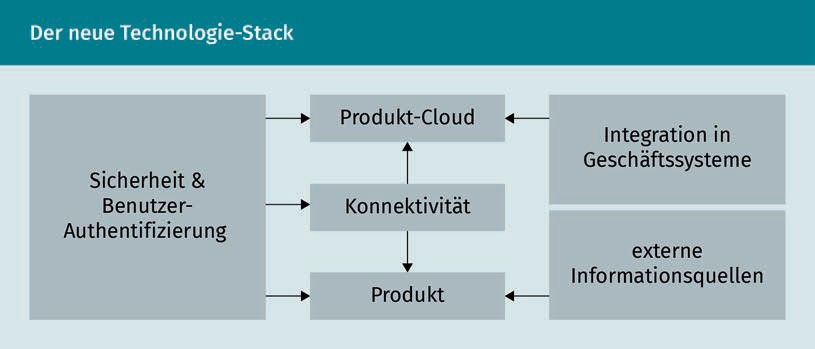 Der neue Technologie-Stack
Sicherheit &
Benutzer-
Authentifizierung
Produkt-Cloud
Konnektivität
Produkt
Integration in
Geschäftssysteme
externe
Informationsquellen